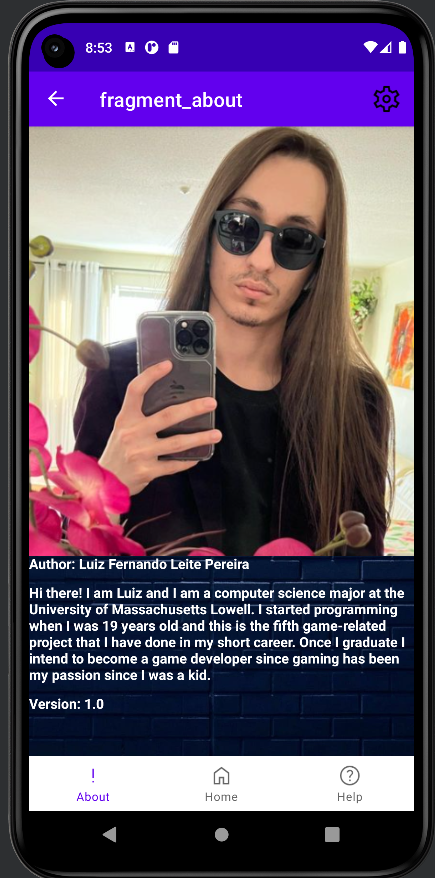 8:53
fragment_about
Author: Luiz Fernando Leite Pereira
Hi there! I am Luiz and I am a computer science major at the
University of Massachusetts Lowell. I started programming
when I was 19 years old and this is the fifth game-related
project that I have done in my short career. Once I graduate I
intend to become a game developer since gaming has been
my passion since I was a kid.
Version: 1.0
About Home Help